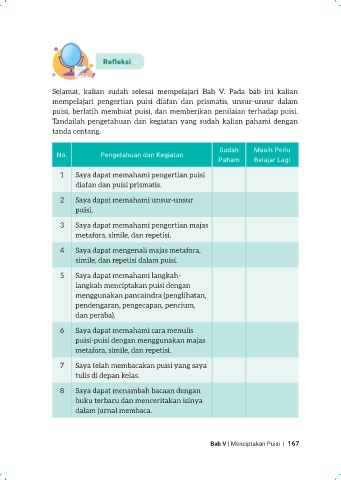 Refleksi
Selamat, kalian sudah selesai mempelajari Bab V. Pada bab ini kalian
mempelajari pengertian puisi diafan dan prismatis, unsur-unsur dalam
puisi, berlatih membuat puisi, dan memberikan penilaian terhadap puisi.
Tandailah pengetahuan dan kegiatan yang sudah kalian pahami dengan
tanda centang.
No. Pengetahuan dan Kegiatan Sudah Paham Masih Perlu Belajar Lagi
1 Saya dapat memahami pengertian puisi
diafan dan puisi prismatis.
2 Saya dapat memahami unsur-unsur
puisi.
3 Saya dapat memahami pengertian majas
metafora, simile, dan repetisi.
4 Saya dapat mengenali majas metafora,
simile, dan repetisi dalam puisi.
5 Saya dapat memahami langkah-
langkah menciptakan puisi dengan
menggunakan pancaindra (penglihatan,
pendengaran, pengecapan, pencium,
dan peraba).
6 Saya dapat memahami cara menulis
puisi-puisi dengan menggunakan majas
metafora, simile, dan repetisi.
7 Saya telah membacakan puisi yang saya
tulis di depan kelas.
8 Saya dapat menambah bacaan dengan
buku terbaru dan menceritakan isinya
dalam jurnal membaca.
Bab V | Menciptakan Puisi | 167